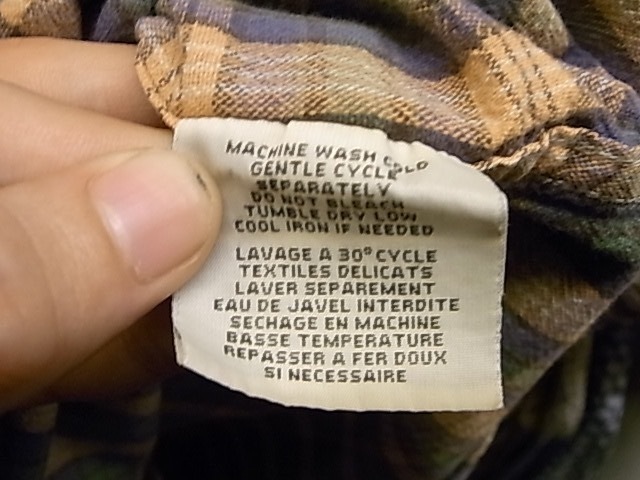 MACHINE WASH COLD
GENTLE CYCLE
SEPARATELY
DO NOT BLEACH
TUMBLE DRY LOW
COOL IRON IF NEEDED
LAVAGE A 30° CYCLE
TEXTILES DELICATS
LAVER SEPAREMENT
EAU DE JAVEL INTERDITE
SECHAGE EN MACHINE
BASSE TEMPERATURE
REPASSER A FER DOUX
SI NECESSAIRE